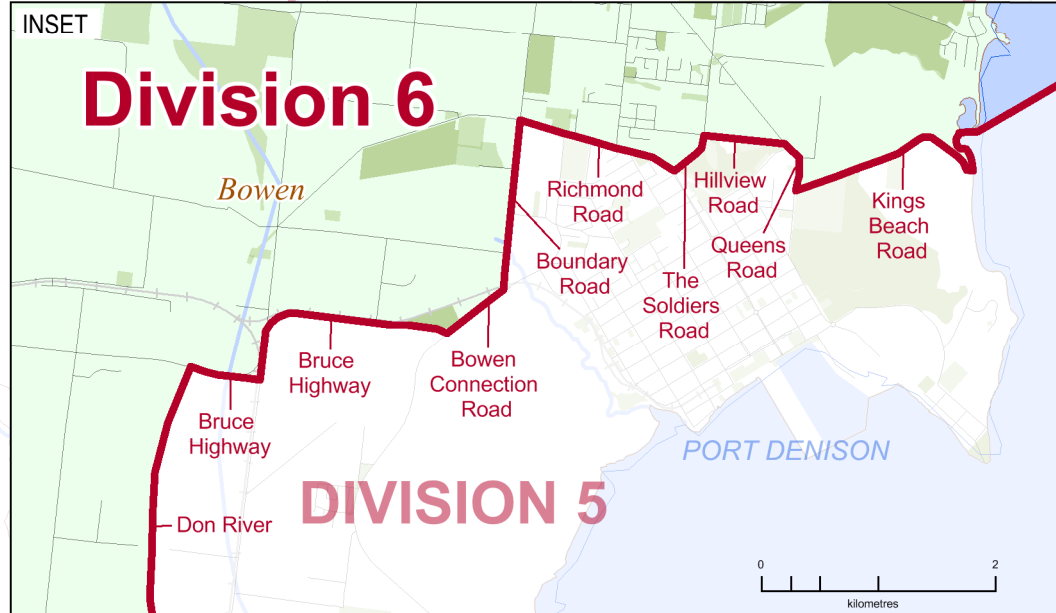 INSET
Division 6
Bowen
Richmond
Road
Hillview
Road
Kings
Beach
Road
Boundary
Road
Queens
Road
The
Soldiers
Road
Bruce
Highway
Bowen
Connection
Road
Bruce
Highway
PORT DENISON
DIVISION 5
Don River
0 2
kilometres